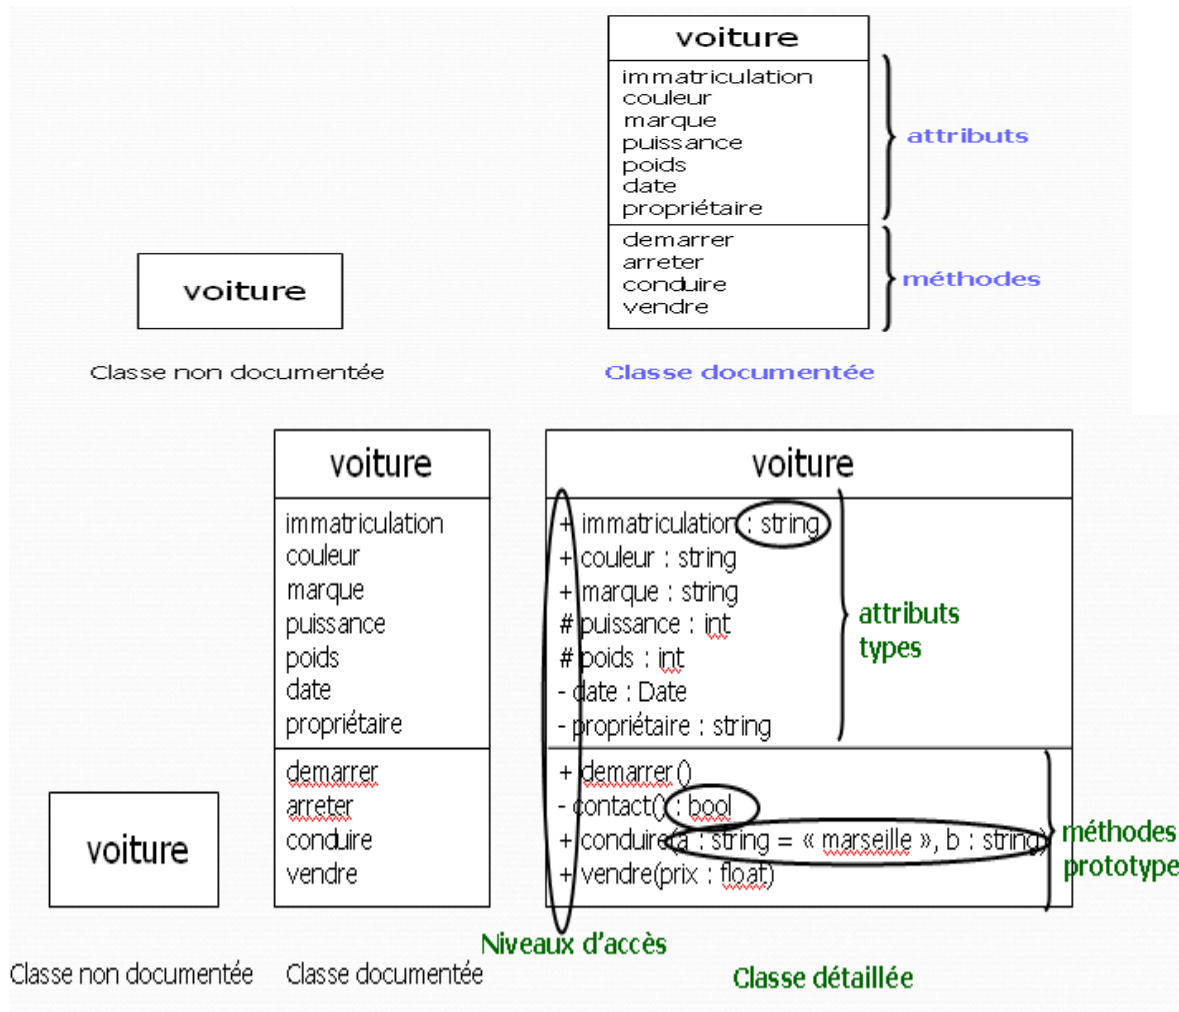 voiture
immatriculation
couleur
marque
puissance
poids
date
propriétaire
attributs
demarrer
arreter
conduire
vendre
méthodes
voiture
Classe non documentée
Classe documentée
voiture
immatriculation
couleur
marque
puissance
poids
date
propriétaire
demarrer
arreter
conduire
vendre
voiture
+ immatriculation : string
+ couleur : string
+ marque : string
# puissance : int
# poids : int
- date : Date
- propriétaire : string
attributs
types
+ demarrer()
- contact() : bool
+ conduire(a : string = « marseille », b : string)
+ vendre(prix : float)
méthodes
prototype
voiture
Niveaux d'accès
Classe non documentée
Classe documentée
Classe détaillée